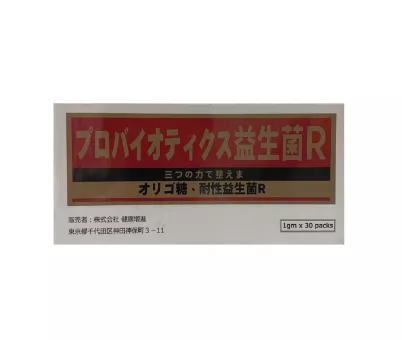 プロバイオティクス益生菌R
三つの力で整えま
オリゴ糖・耐性益生菌R
販売者：株式会社 健康増進
東京都千代田区神田神保町３－11
1gm x 30 packs